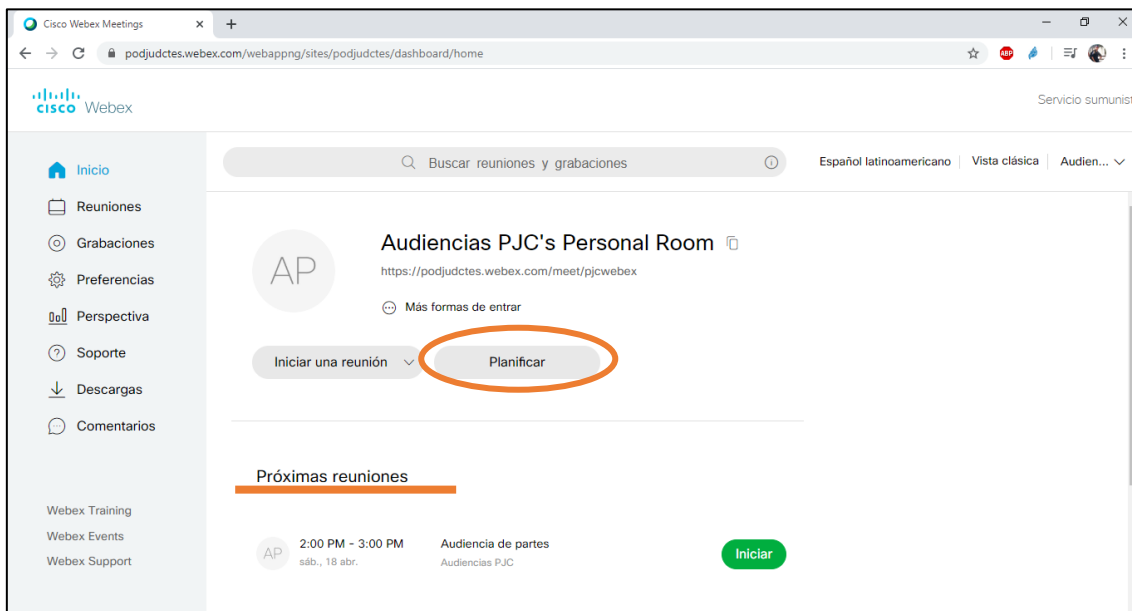 Cisco Webex Meetings
podjudctes.webex.com/webappng/sites/podjudctes/dashboard/home
ABP
CISCO Webex
Servicio sumunist
Inicio
Reuniones
Grabaciones
Preferencias
Perspectiva
Soporte
Descargas
Comentarios
Webex Training
Webex Events
Webex Support
Buscar reuniones y grabaciones
Español latinoamericano
Vista clásica
Audien...
AP
Audiencias PJC's Personal Room
https://podjudctes.webex.com/meet/pjcwebex
Más formas de entrar
Iniciar una reunión
Planificar
Próximas reuniones
AP
2:00 PM - 3:00 PM
Audiencia de partes
Iniciar
sáb., 18 abr.
Audiencias PJC